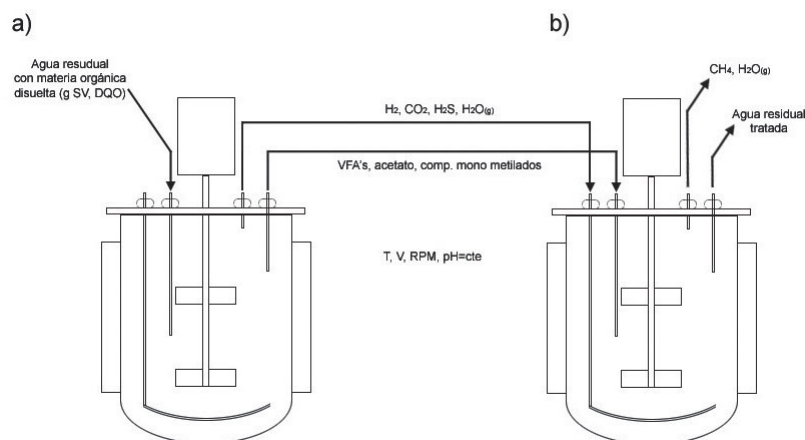 a)
b)
Agua resudual
con materia orgánica
disuelta (g SV, DQO)
H₂, CO₂, H₂S, H₂O(g)
VFA's, acetato, comp. mono metilados
CH₄, H₂O(g)
Agua residual
tratada
T, V, RPM, pH=cte